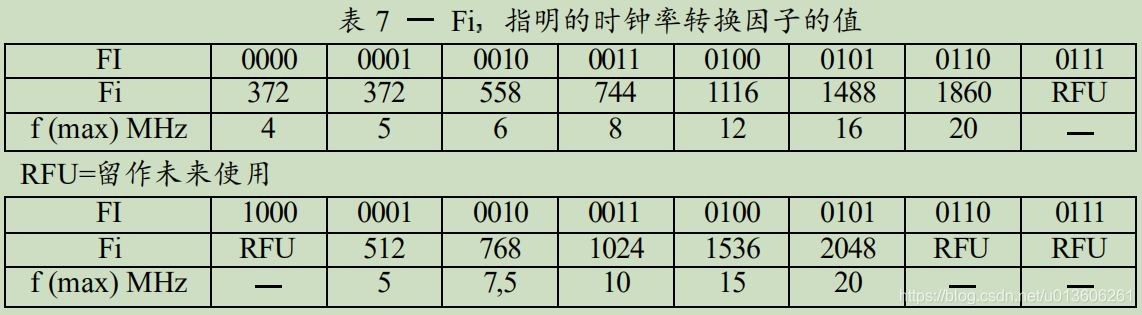 表 7 — Fi，指明的时钟率转换因子的值
FI 0000 0001 0010 0011 0100 0101 0110 0111
Fi 372 372 558 744 1116 1488 1860 RFU
f (max) MHz 4 5 6 8 12 16 20 —
RFU=留作未来使用
FI 1000 0001 0010 0011 0100 0101 0110 0111
Fi RFU 512 768 1024 1536 2048 RFU RFU
f (max) MHz — 5 7,5 10 15 20 — —
https://blog.csdn.net/u013606261